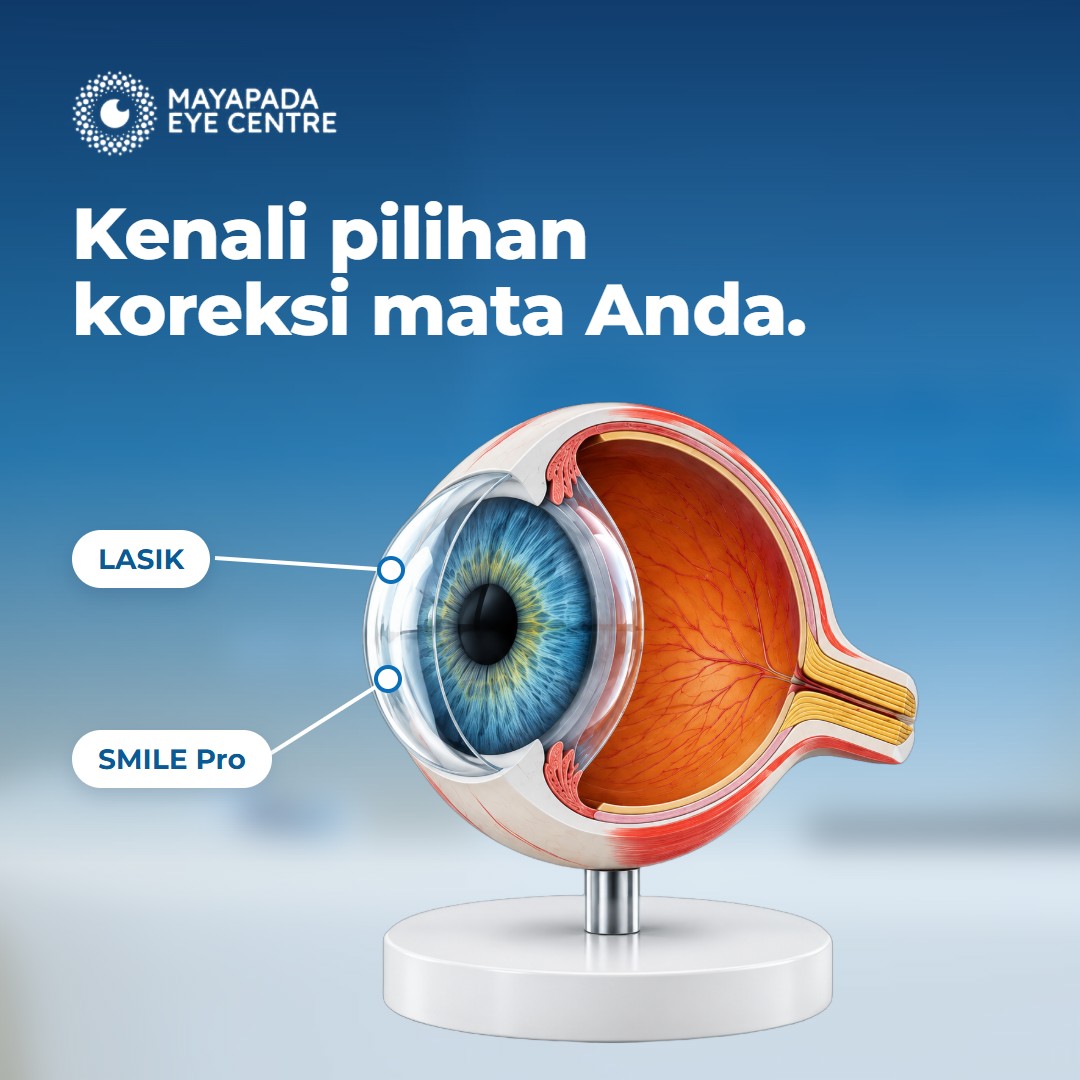 MAYAPADA
EYE CENTRE
Kenali pilihan
koreksi mata Anda.
LASIK
SMILE Pro